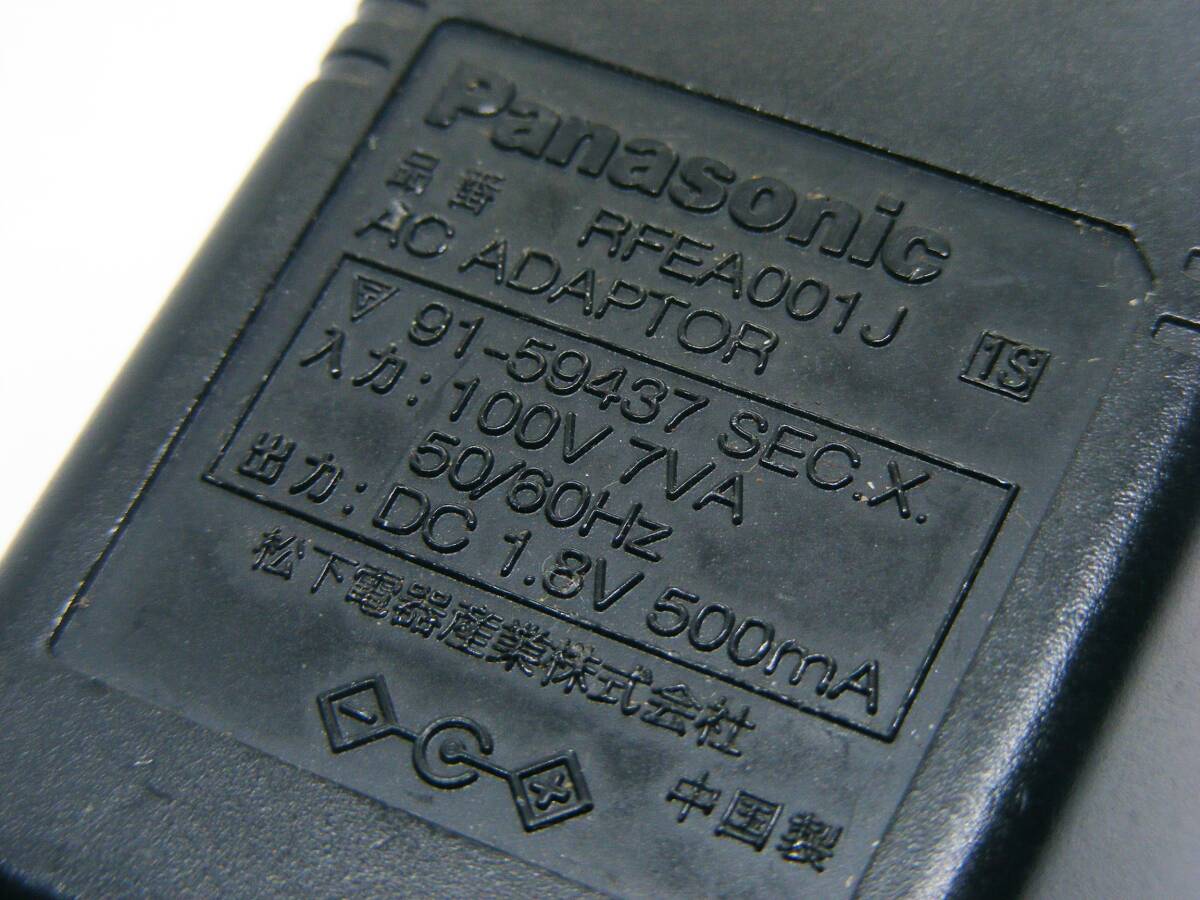 Panasonic
品番 RFEA001J
AC ADAPTOR 1S
91-59437 SEC.X.
入力: 100V 7VA
50/60Hz
出力: DC 1.8V 500mA
松下電器産業株式会社
- +
中国製